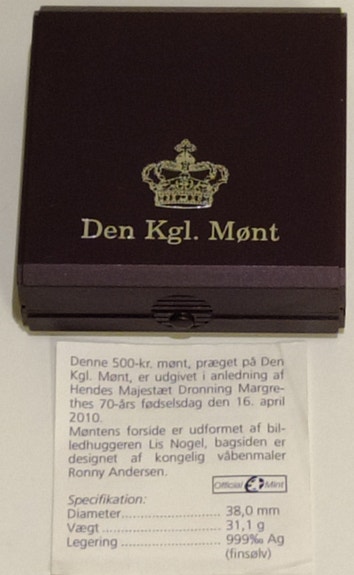 Den Kgl. Mønt
Denne 500-kr. mønt, præget på Den
Kgl. Mønt, er udgivet i anledning af
Hendes Majestæt Dronning Margre-
thes 70-års fødselsdag den 16. april
2010.
Møntens forside er udformet af bil-
ledhuggeren Lis Nogel, bagsiden er
designet af kongelig våbenmaler
Ronny Andersen.
Official Mint
Specifikation:
Diameter................... 38,0 mm
Vægt ......................... 31,1 g
Legering ................... 999‰ Ag
(finsølv)